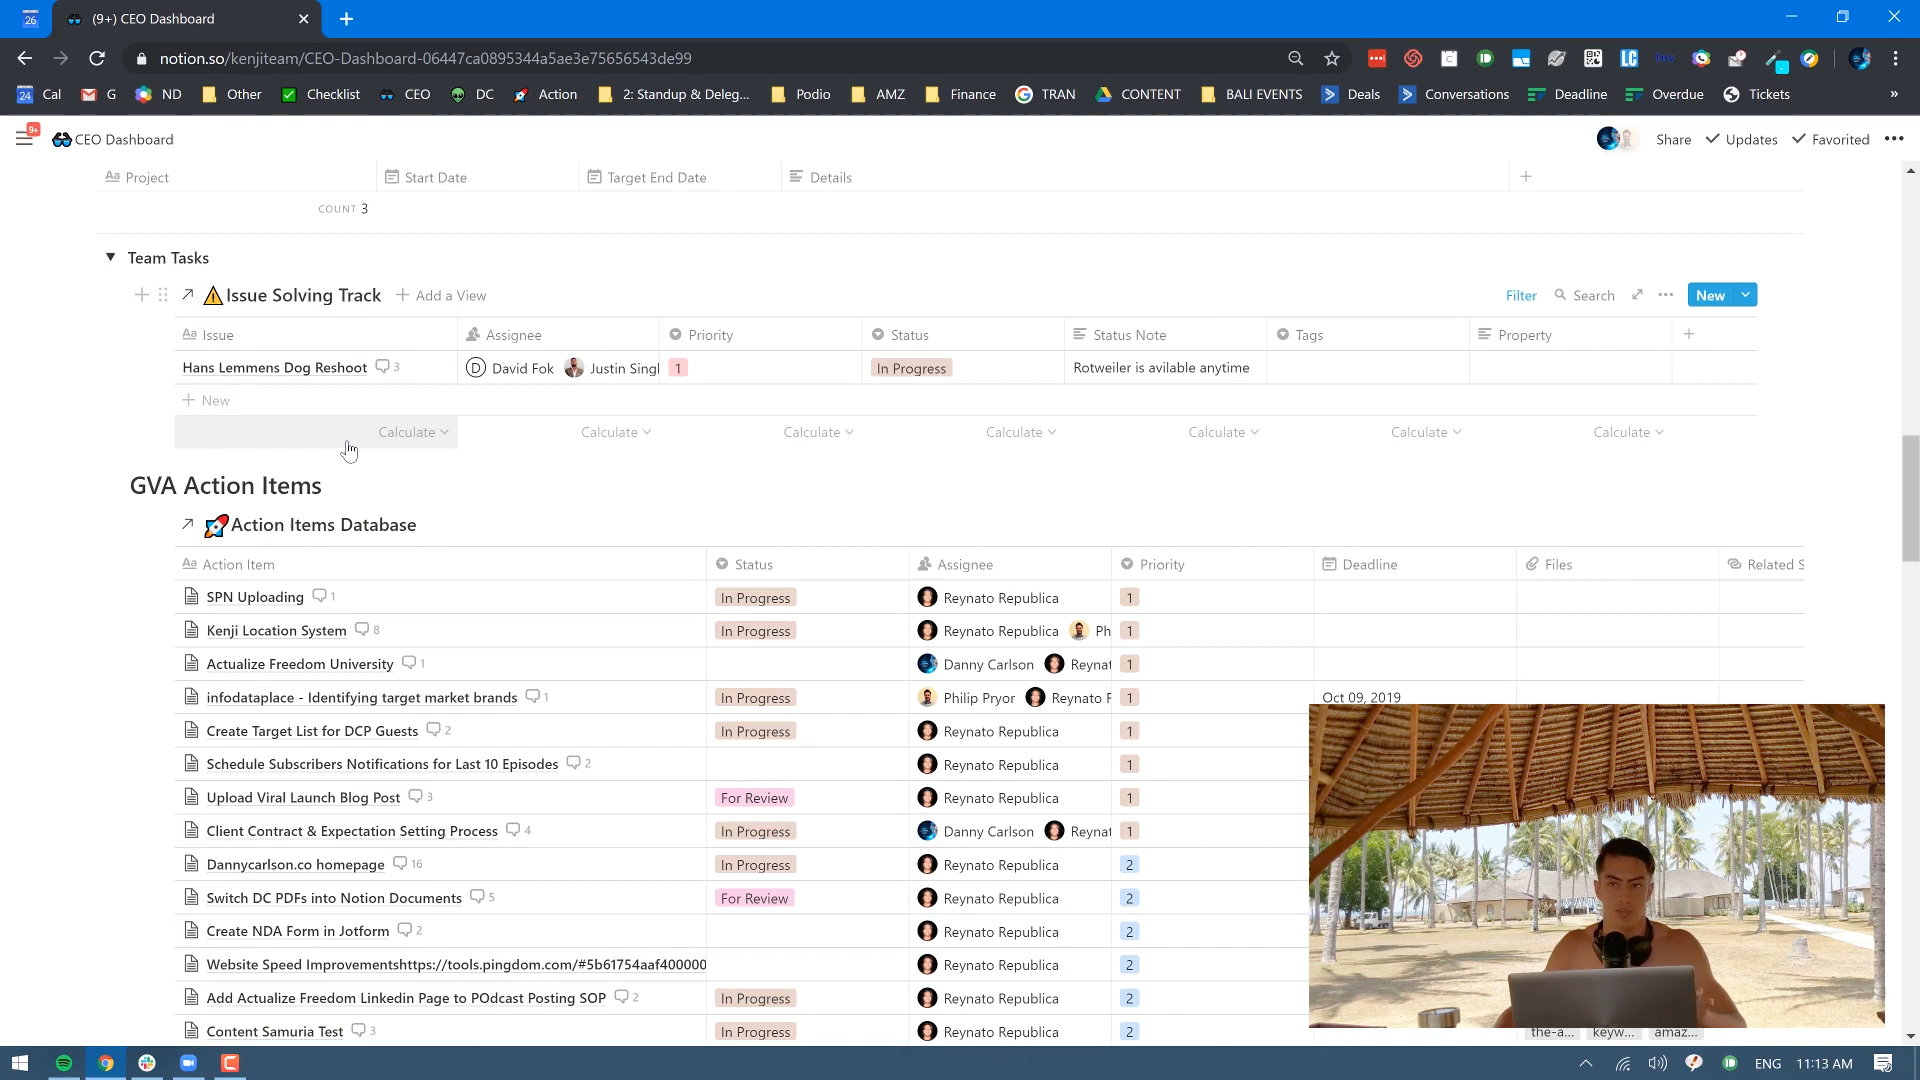 26
(9+) CEO Dashboard
notion.so/kenjiteam/CEO-Dashboard-06447ca0895344a5ae3e75656543de99
24 Cal G ND Other Checklist CEO DC Action 2: Standup & Deleg... Podio AMZ Finance TRAN CONTENT BALI EVENTS Deals Conversations Deadline Overdue Tickets »
9+
CEO Dashboard Share Updates Favorited
Aa Project Start Date Target End Date Details
COUNT 3
Team Tasks
Issue Solving Track Add a View Filter Search New
Aa Issue Assignee Priority Status Status Note Tags Property
Hans Lemmens Dog Reshoot 3 D David Fok Justin Singl 1 In Progress Rotweiler is avilable anytime
New
Calculate Calculate Calculate Calculate Calculate Calculate Calculate
GVA Action Items
Action Items Database
Aa Action Item Status Assignee Priority Deadline Files Related S
SPN Uploading 1 In Progress Reynato Republica 1
Kenji Location System 8 In Progress Reynato Republica Ph 1
Actualize Freedom University 1 Danny Carlson Reynat 1
infodataplace - Identifying target market brands 1 In Progress Philip Pryor Reynato R 1 Oct 09, 2019
Create Target List for DCP Guests 2 In Progress Reynato Republica 1
Schedule Subscribers Notifications for Last 10 Episodes 2 Reynato Republica 1
Upload Viral Launch Blog Post 3 For Review Reynato Republica 1
Client Contract & Expectation Setting Process 4 In Progress Danny Carlson Reynat 1
Dannycarlson.co homepage 16 In Progress Reynato Republica 2
Switch DC PDFs into Notion Documents 5 For Review Reynato Republica 2
Create NDA Form in Jotform 2 Reynato Republica 2
Website Speed Improvementshttps://tools.pingdom.com/#5b61754aaf400000 Reynato Republica 2
Add Actualize Freedom Linkedin Page to POdcast Posting SOP 2 In Progress Reynato Republica 2
Content Samuria Test 3 In Progress Reynato Republica 2 the-a... keyw... amaz...
ENG 11:13 AM